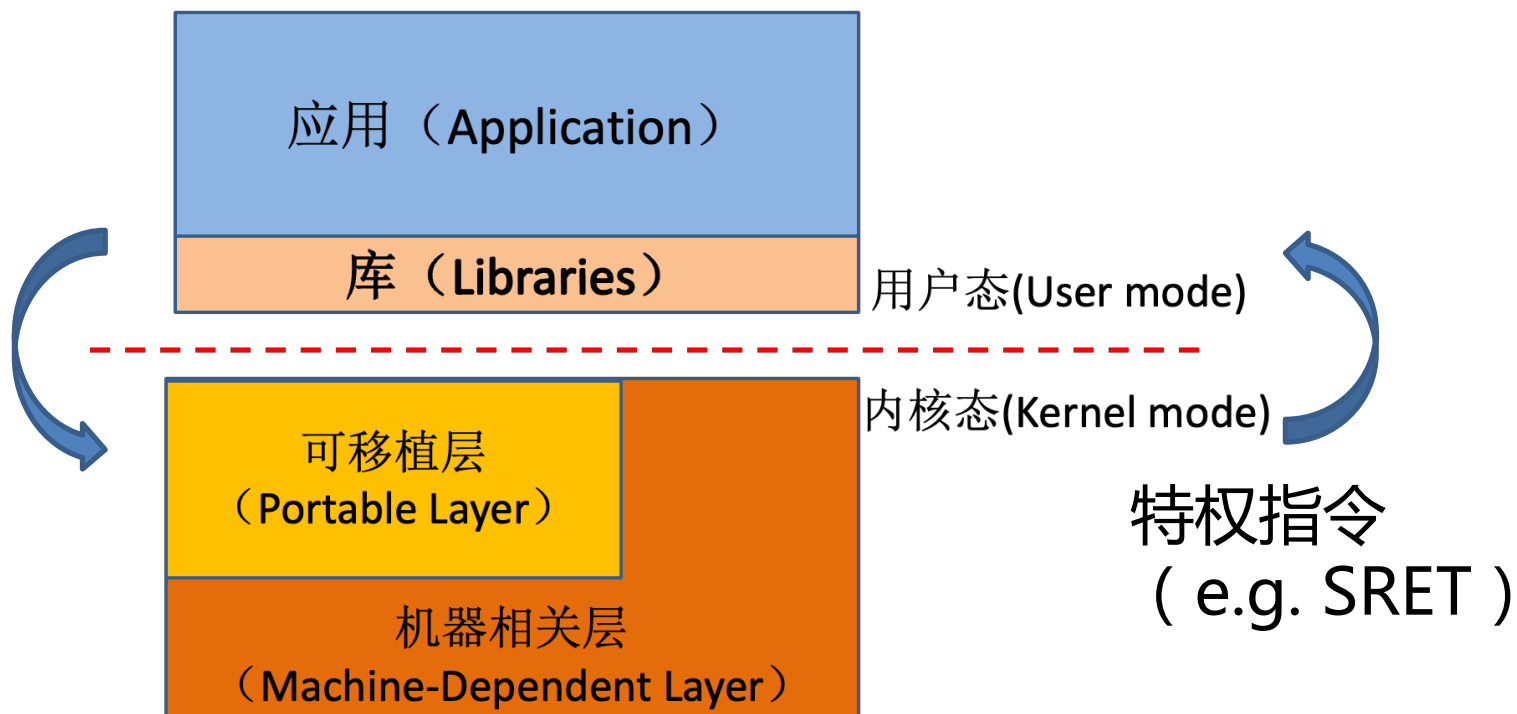 应用（Application）
库（Libraries）
用户态(User mode)
内核态(Kernel mode)
可移植层
（Portable Layer）
特权指令
（e.g. SRET）
机器相关层
（Machine-Dependent Layer）